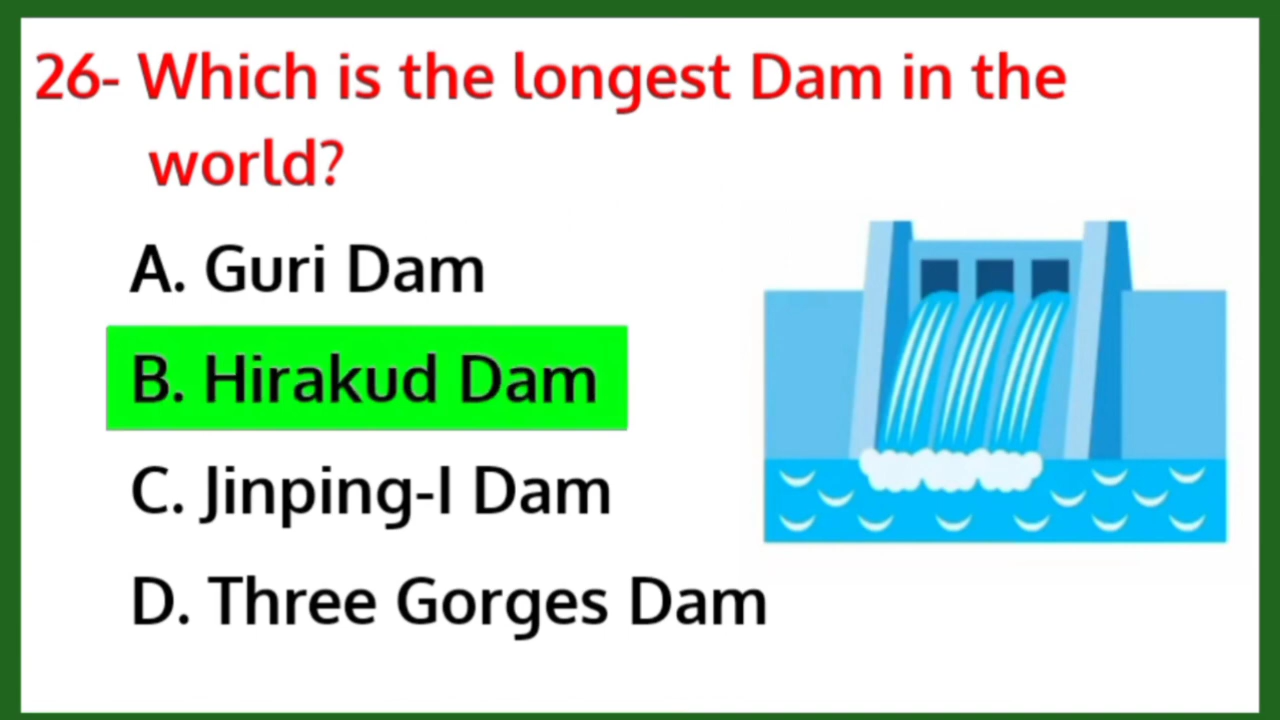 26- Which is the longest Dam in the
world?
A. Guri Dam
B. Hirakud Dam
C. Jinping-I Dam
D. Three Gorges Dam